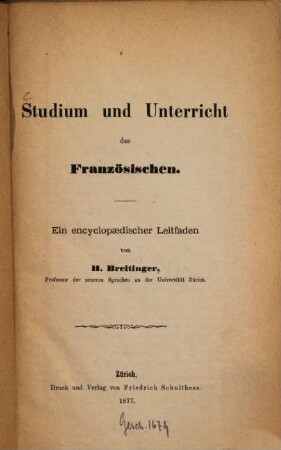 Studium und Unterricht
des
Französischen.
Ein encyclopædischer Leitfaden
von
H. Breitinger,
Professor der neueren Sprachen an der Universität Zürich.
Zürich,
Druck und Verlag von Friedrich Schulthess.
1877.